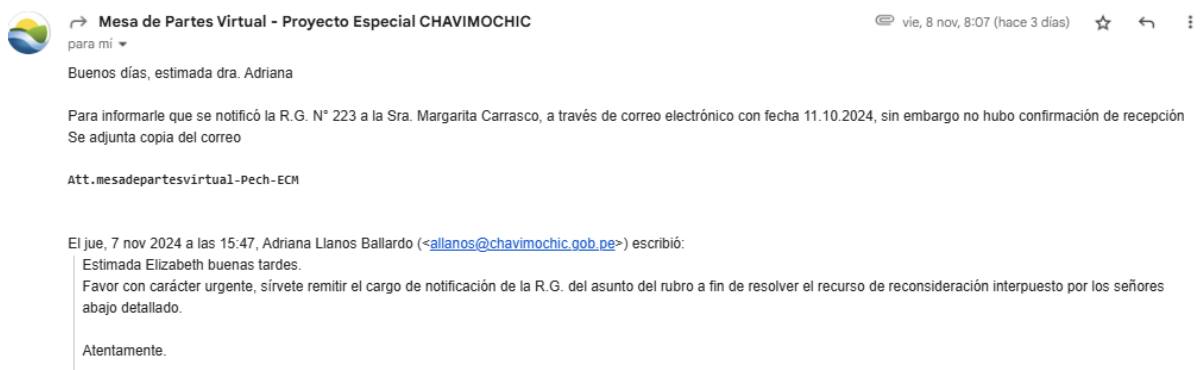 Mesa de Partes Virtual - Proyecto Especial CHAVIMOCHIC
vie, 8 nov, 8:07 (hace 3 días)
para mí
Buenos días, estimada dra. Adriana
Para informarle que se notificó la R.G. N° 223 a la Sra. Margarita Carrasco, a través de correo electrónico con fecha 11.10.2024, sin embargo no hubo confirmación de recepción
Se adjunta copia del correo
Att.mesadepartesvirtual-Pech-ECM
El jue, 7 nov 2024 a las 15:47, Adriana Llanos Ballardo (<allanos@chavimochic.gob.pe>) escribió:
Estimada Elizabeth buenas tardes.
Favor con carácter urgente, sírvete remitir el cargo de notificación de la R.G. del asunto del rubro a fin de resolver el recurso de reconsideración interpuesto por los señores
abajo detallado.
Atentamente.